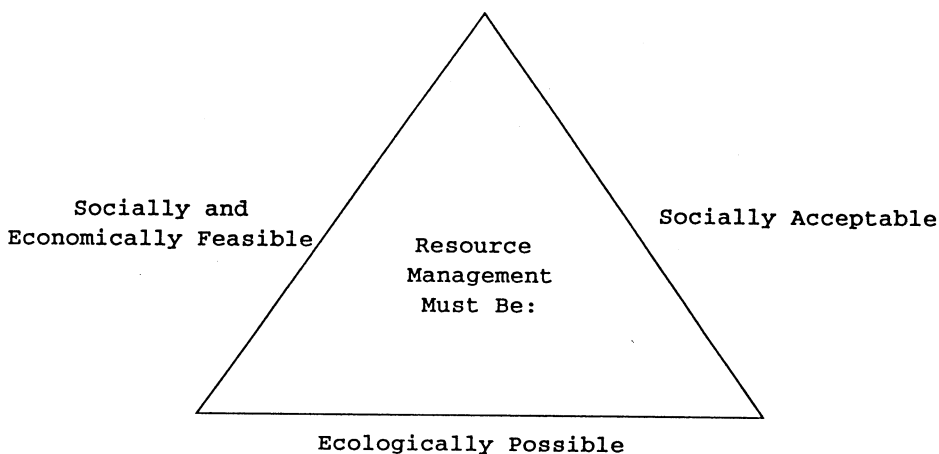 Socially and
Economically Feasible
Socially Acceptable
Resource
Management
Must Be:
Ecologically Possible